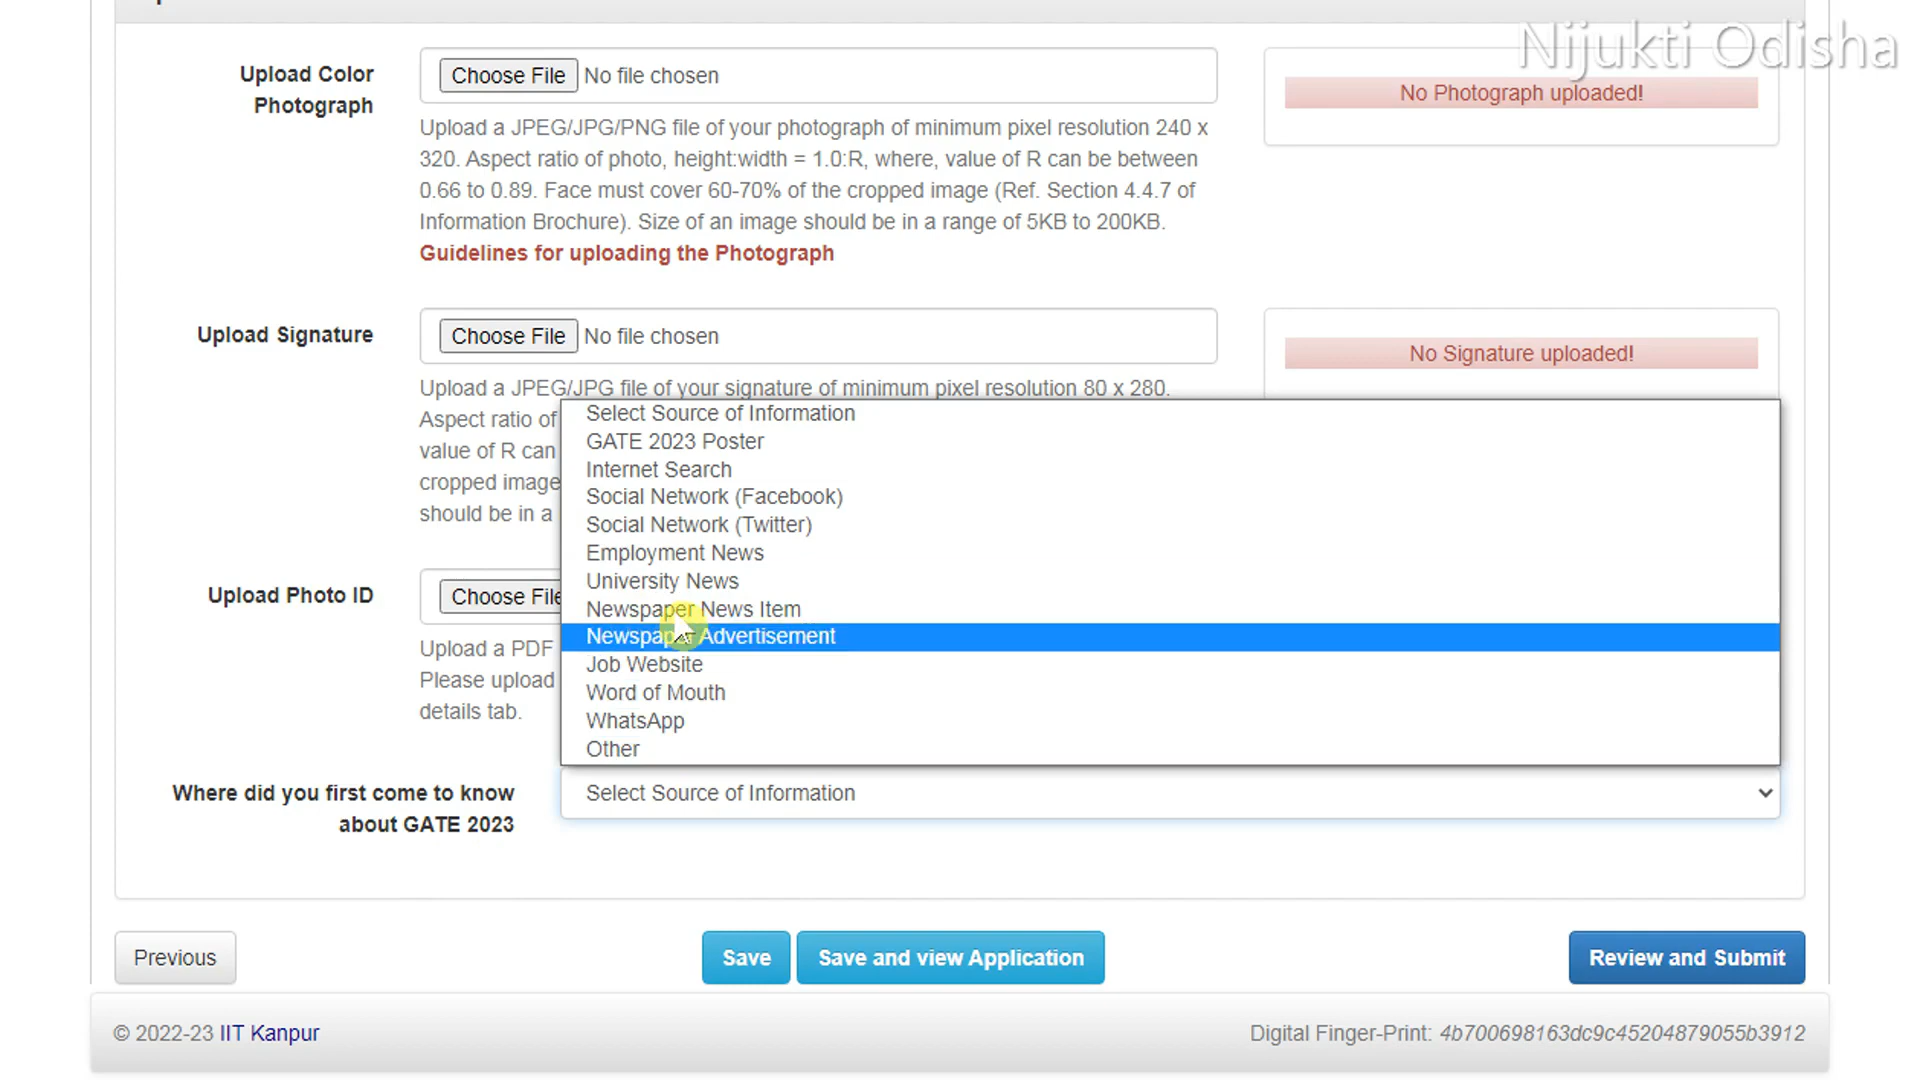 Nijukti Odisha
Upload Color
Photograph
Choose File No file chosen
No Photograph uploaded!
Upload a JPEG/JPG/PNG file of your photograph of minimum pixel resolution 240 x
320. Aspect ratio of photo, height:width = 1.0:R, where, value of R can be between
0.66 to 0.89. Face must cover 60-70% of the cropped image (Ref. Section 4.4.7 of
Information Brochure). Size of an image should be in a range of 5KB to 200KB.
Guidelines for uploading the Photograph
Upload Signature
Choose File No file chosen
No Signature uploaded!
Upload a JPEG/JPG file of your signature of minimum pixel resolution 80 x 280.
Aspect ratio of
value of R can
cropped image
should be in a
Select Source of Information
GATE 2023 Poster
Internet Search
Social Network (Facebook)
Social Network (Twitter)
Employment News
University News
Newspaper News Item
Newspaper Advertisement
Job Website
Word of Mouth
WhatsApp
Other
Upload Photo ID
Choose File
Upload a PDF
Please upload
details tab.
Where did you first come to know
about GATE 2023
Select Source of Information
Previous
Save
Save and view Application
Review and Submit
© 2022-23 IIT Kanpur
Digital Finger-Print: 4b700698163dc9c45204879055b3912